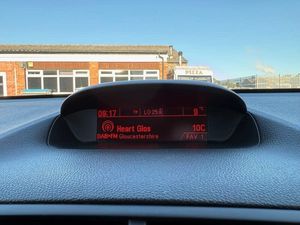 PIZZA
09:17
Heart Glos
10C
DAB=FM Gloucestershire
FAV 1